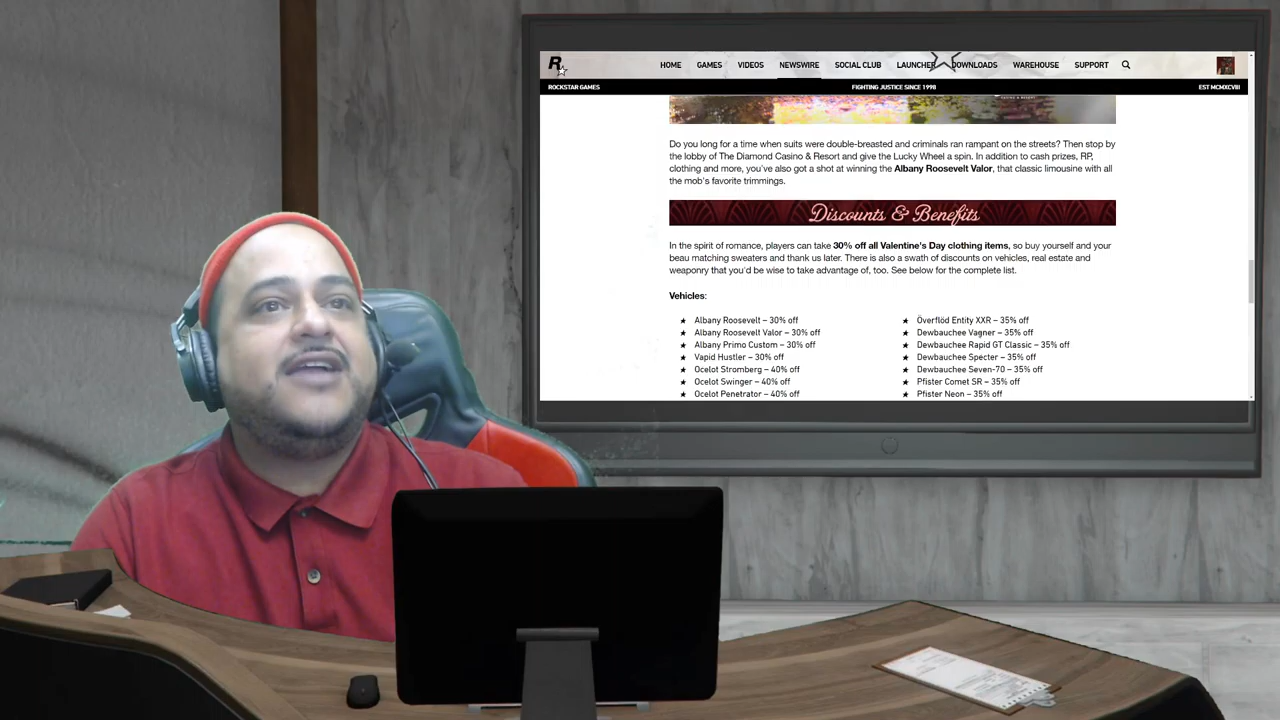 R
HOME GAMES VIDEOS NEWSWIRE SOCIAL CLUB LAUNCHER DOWNLOADS WAREHOUSE SUPPORT
ROCKSTAR GAMES FIGHTING JUSTICE SINCE 1998 EST MCMXCVIII
Do you long for a time when suits were double-breasted and criminals ran rampant on the streets? Then stop by
the lobby of The Diamond Casino & Resort and give the Lucky Wheel a spin. In addition to cash prizes, RP,
clothing and more, you've also got a shot at winning the Albany Roosevelt Valor, that classic limousine with all
the mob's favorite trimmings.
Discounts & Benefits
In the spirit of romance, players can take 30% off all Valentine's Day clothing items, so buy yourself and your
beau matching sweaters and thank us later. There is also a swath of discounts on vehicles, real estate and
weaponry that you'd be wise to take advantage of, too. See below for the complete list.
Vehicles:
Albany Roosevelt – 30% off
Albany Roosevelt Valor – 30% off
Albany Primo Custom – 30% off
Vapid Hustler – 30% off
Ocelot Stromberg – 40% off
Ocelot Swinger – 40% off
Ocelot Penetrator – 40% off
Överflöd Entity XXR – 35% off
Dewbauchee Vagner – 35% off
Dewbauchee Rapid GT Classic – 35% off
Dewbauchee Specter – 35% off
Dewbauchee Seven-70 – 35% off
Pfister Comet SR – 35% off
Pfister Neon – 35% off